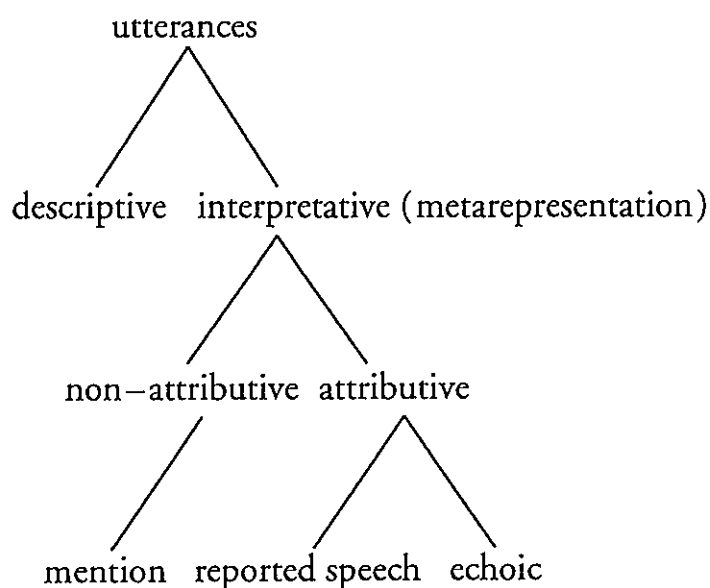 utterances
descriptive interpretative (metarepresentation)
non–attributive attributive
mention reported speech echoic